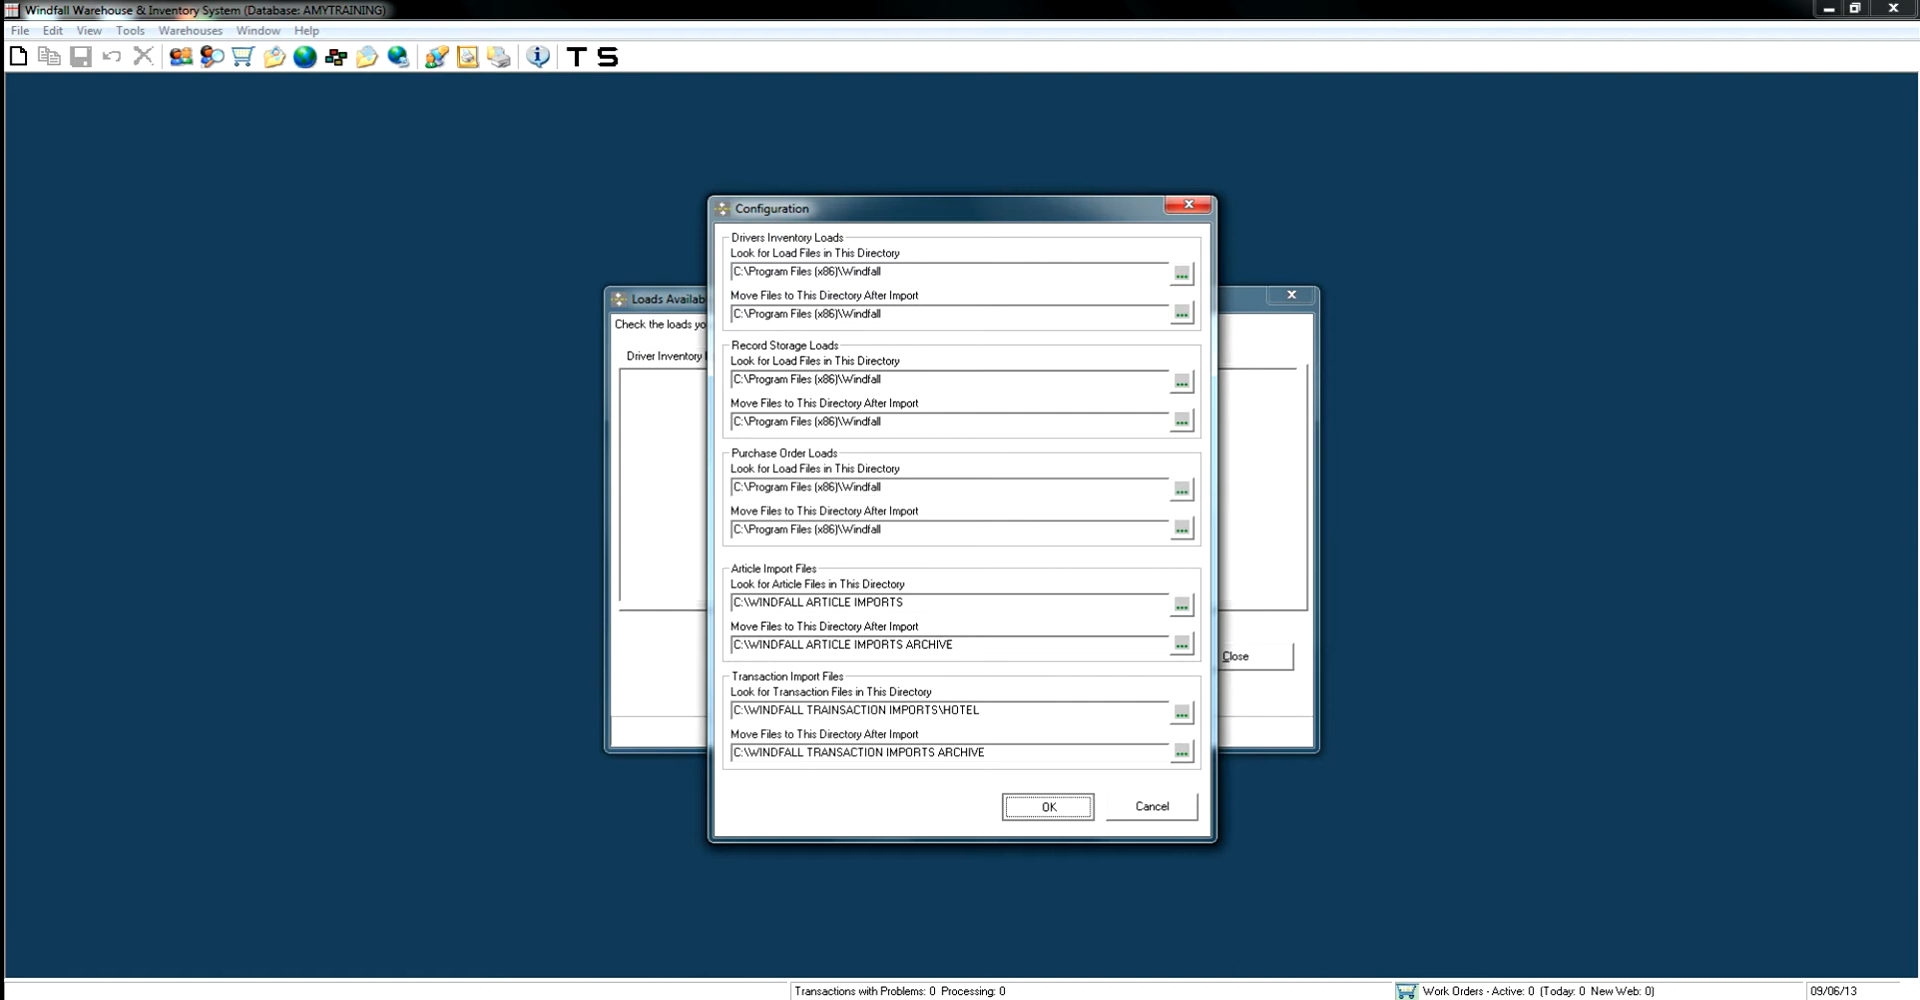 Windfall Warehouse & Inventory System (Database: AMYTRAINING)
File Edit View Tools Warehouses Window Help
T S
Configuration
Drivers Inventory Loads
Look for Load Files in This Directory
C:\Program Files (x86)\Windfall
Move Files to This Directory After Import
C:\Program Files (x86)\Windfall
Record Storage Loads
Look for Load Files in This Directory
C:\Program Files (x86)\Windfall
Move Files to This Directory After Import
C:\Program Files (x86)\Windfall
Purchase Order Loads
Look for Load Files in This Directory
C:\Program Files (x86)\Windfall
Move Files to This Directory After Import
C:\Program Files (x86)\Windfall
Article Import Files
Look for Article Files in This Directory
C:\WINDFALL ARTICLE IMPORTS
Move Files to This Directory After Import
C:\WINDFALL ARTICLE IMPORTS ARCHIVE
Transaction Import Files
Look for Transaction Files in This Directory
C:\WINDFALL TRAINSACTION IMPORTS\HOTEL
Move Files to This Directory After Import
C:\WINDFALL TRANSACTION IMPORTS ARCHIVE
OK Cancel
Loads Availab
Check the loads yo
Driver Inventory
Close
Transactions with Problems: 0 Processing: 0
Work Orders - Active: 0 (Today: 0 New Web: 0)
09/06/13